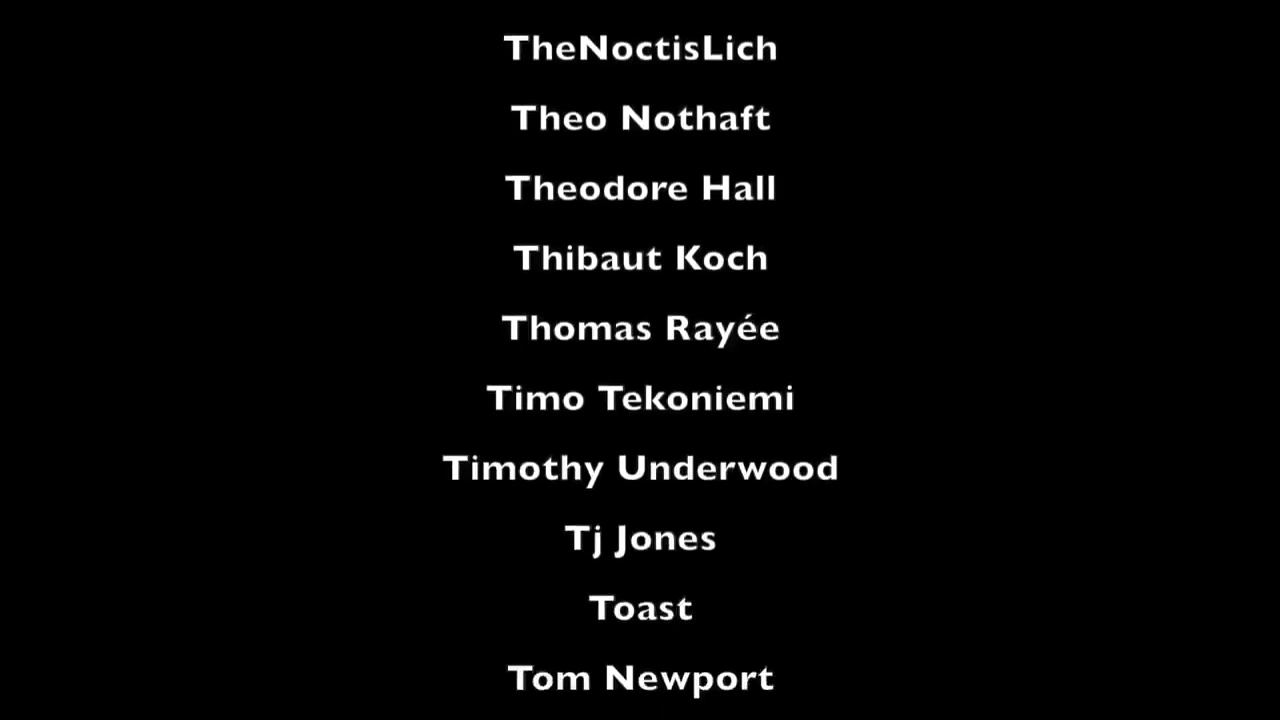 TheNoctisLich
Theo Nothaft
Theodore Hall
Thibaut Koch
Thomas Rayée
Timo Tekoniemi
Timothy Underwood
Tj Jones
Toast
Tom Newport